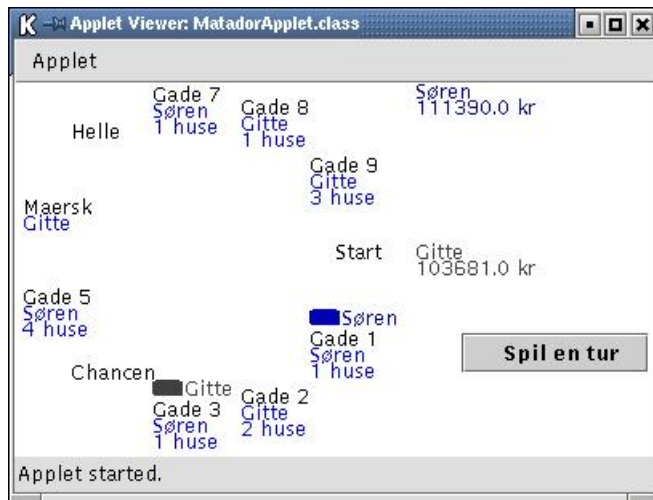 Applet Viewer: MatadorApplet.class
Applet
Helle
Gade 7
Søren
1 huse
Gade 8
Gitte
1 huse
Søren
111390.0 kr
Gade 9
Gitte
3 huse
Maersk
Gitte
Start
Gitte
103681.0 kr
Gade 5
Søren
4 huse
Søren
Gade 1
Søren
1 huse
Spil en tur
Chancen
Gitte
Gade 3
Søren
1 huse
Gade 2
Gitte
2 huse
Applet started.